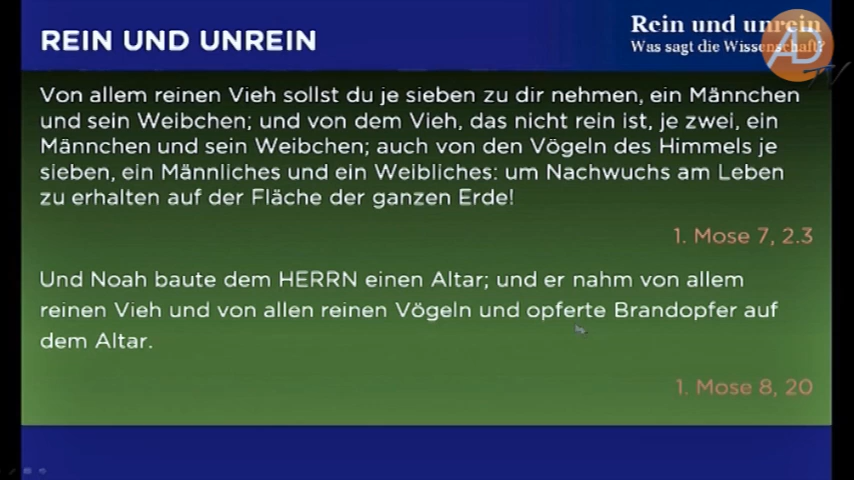 REIN UND UNREIN
Rein und unrein
Was sagt die Wissenschaft?
AD
TV
Von allem reinen Vieh sollst du je sieben zu dir nehmen, ein Männchen
und sein Weibchen; und von dem Vieh, das nicht rein ist, je zwei, ein
Männchen und sein Weibchen; auch von den Vögeln des Himmels je
sieben, ein Männliches und ein Weibliches: um Nachwuchs am Leben
zu erhalten auf der Fläche der ganzen Erde!
1. Mose 7, 2.3
Und Noah baute dem HERRN einen Altar; und er nahm von allem
reinen Vieh und von allen reinen Vögeln und opferte Brandopfer auf
dem Altar.
1. Mose 8, 20